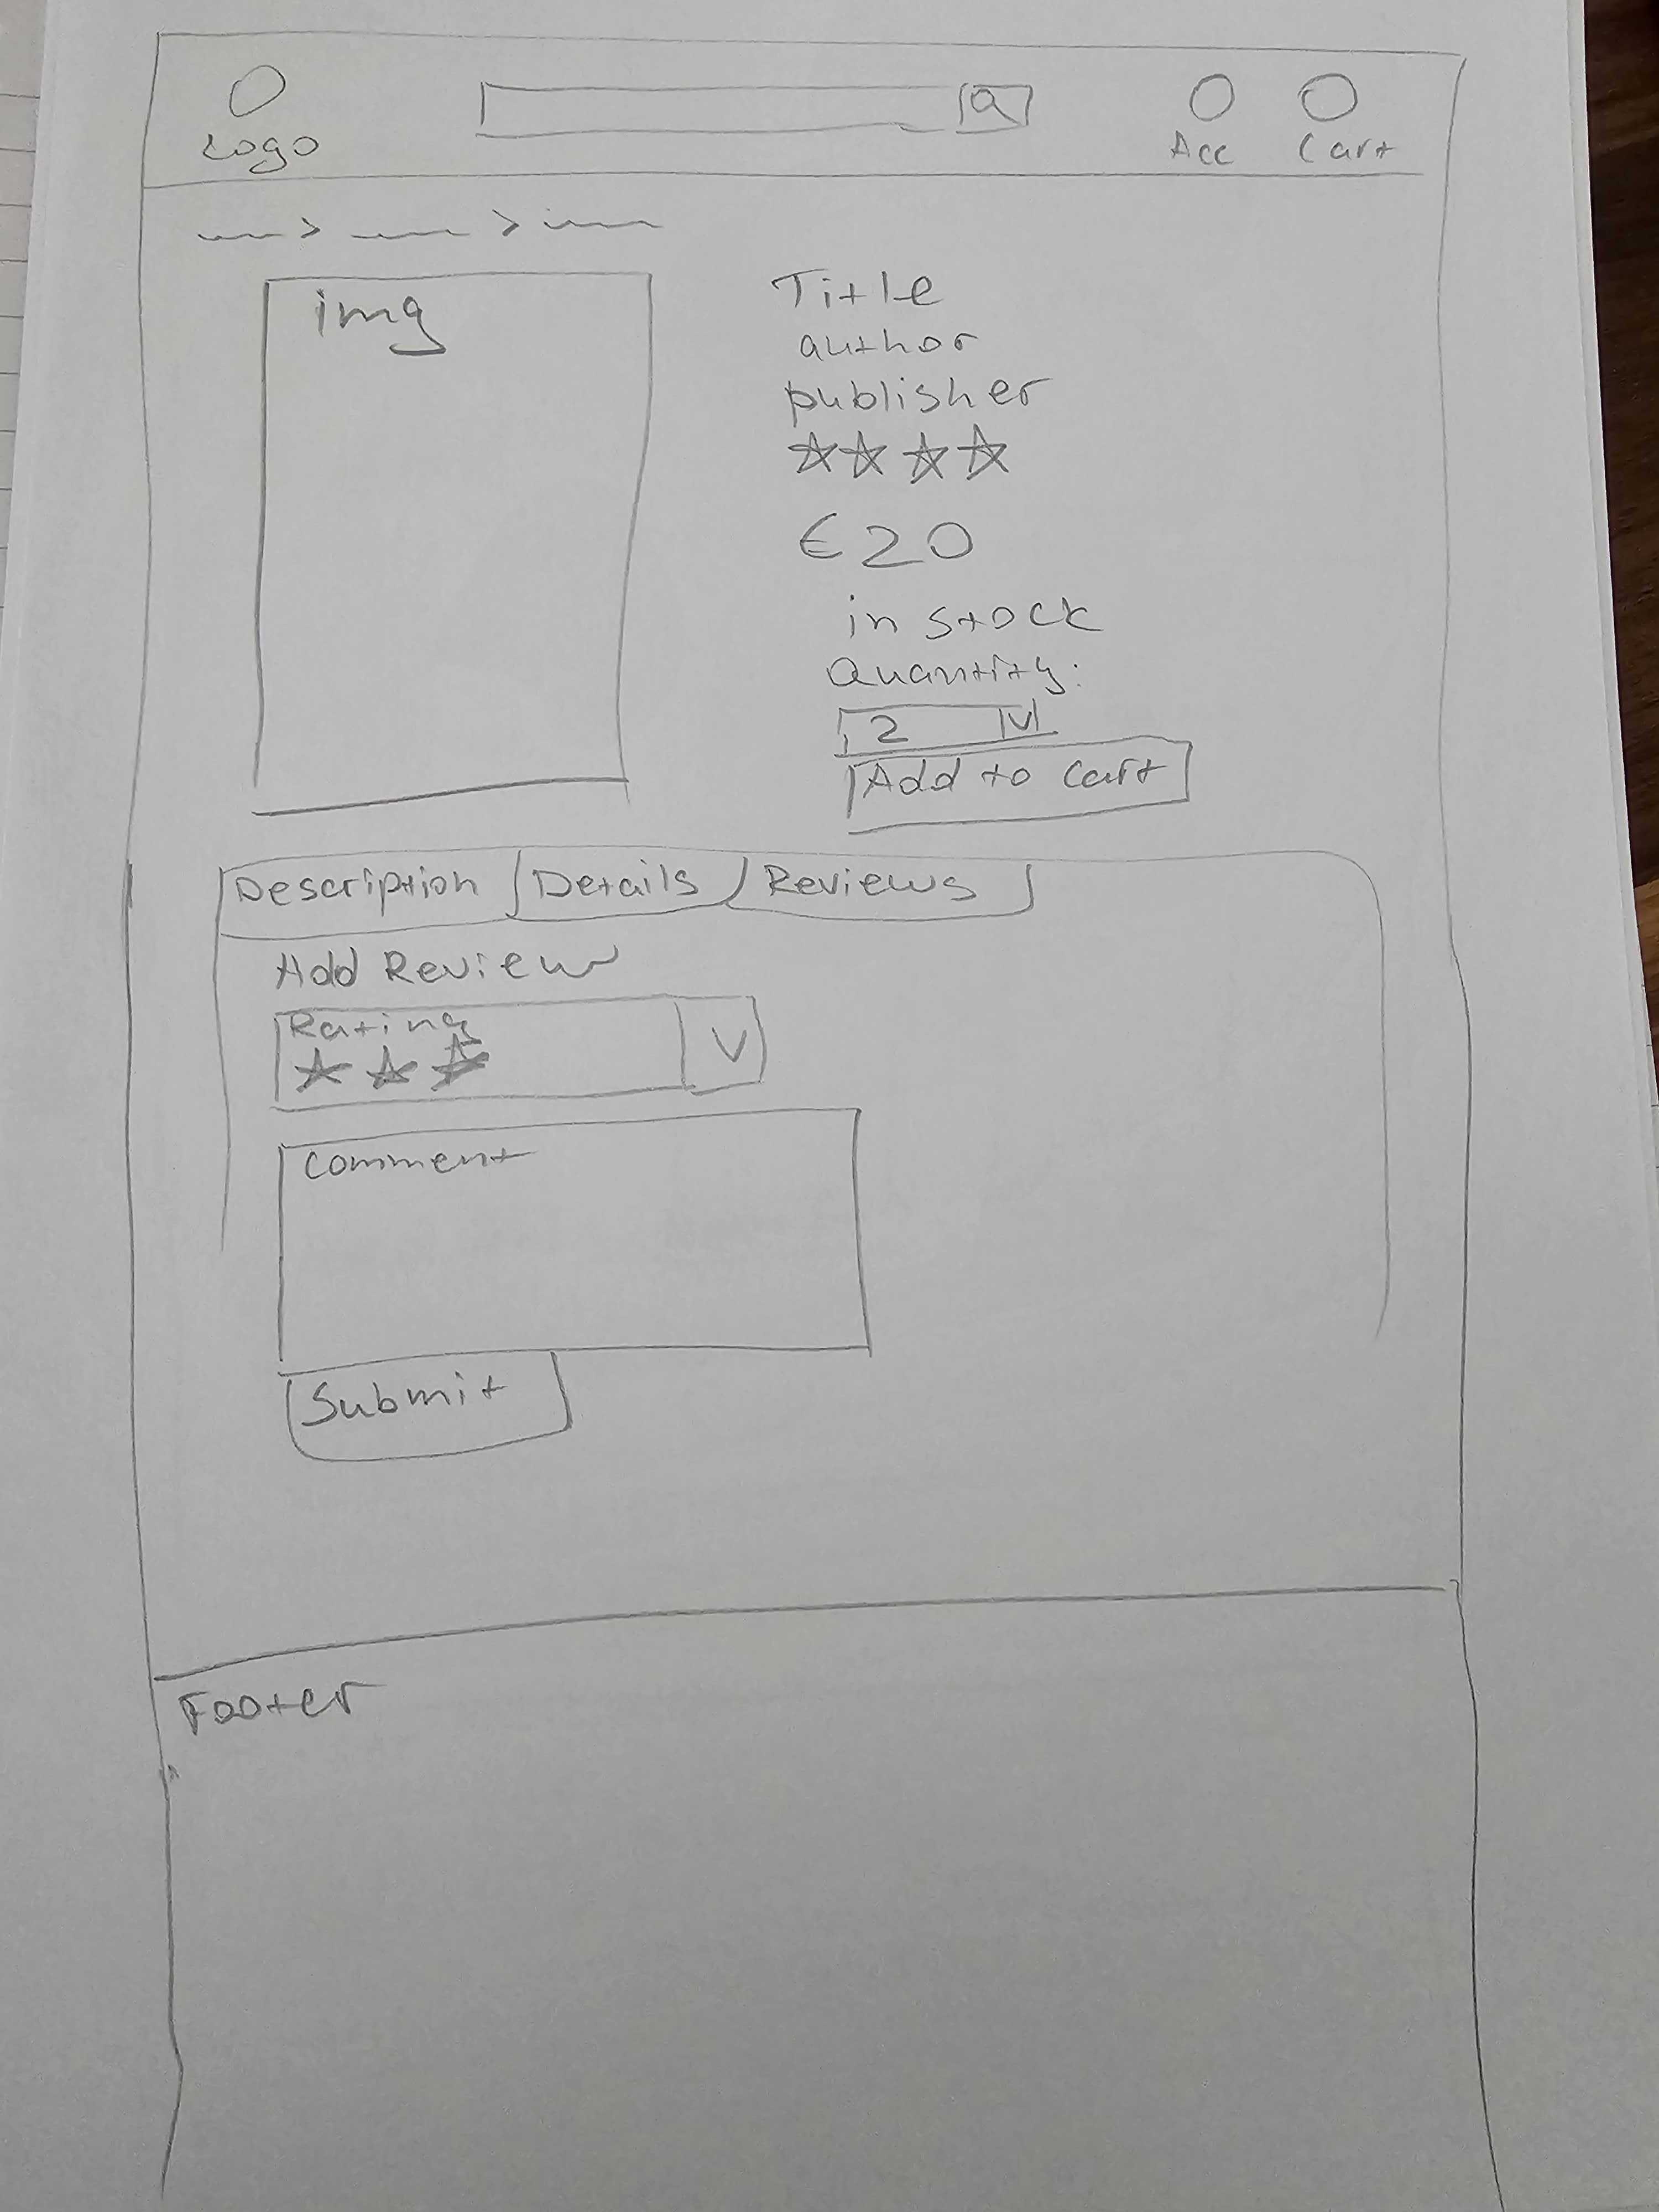 Logo
Acc Cart
> >
img
Title
author
publisher
€20
in stock
Quantity:
2
Add to Cart
Description Details Reviews
Add Review
Rating
comment
Submit
Footer